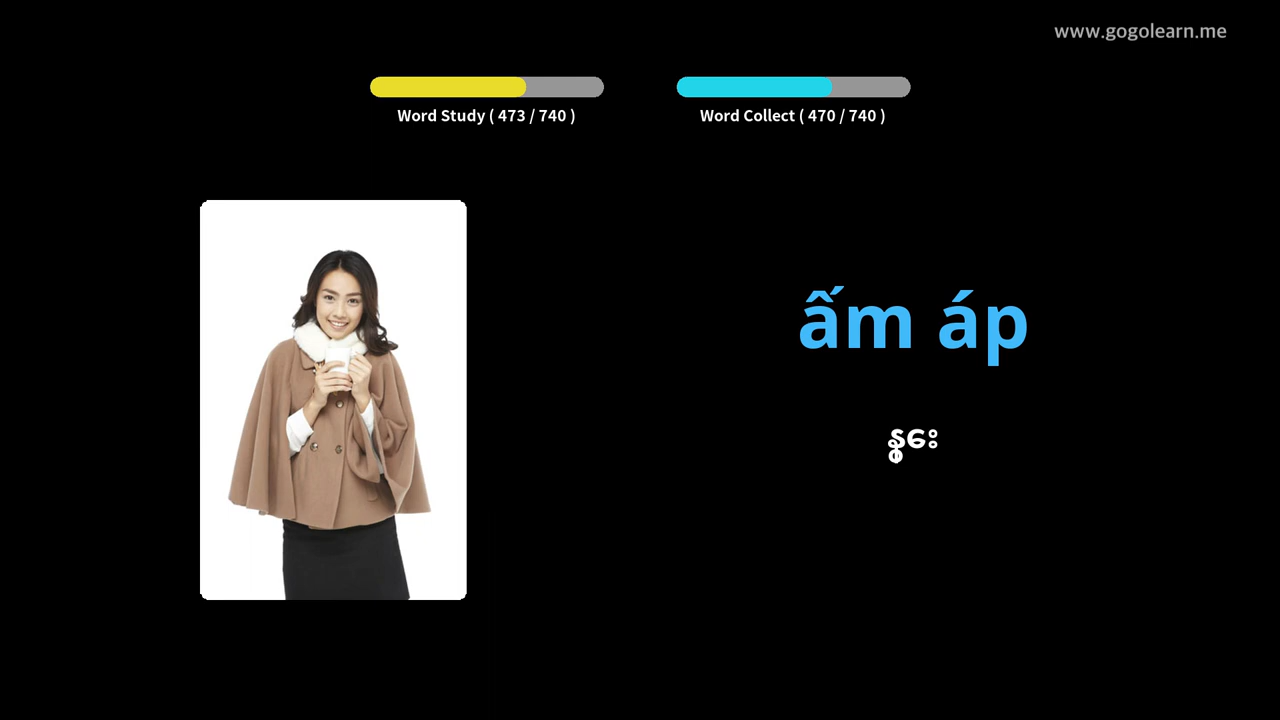 www.gogolearn.me
Word Study ( 473 / 740 )
Word Collect ( 470 / 740 )
ấm áp
နွေး